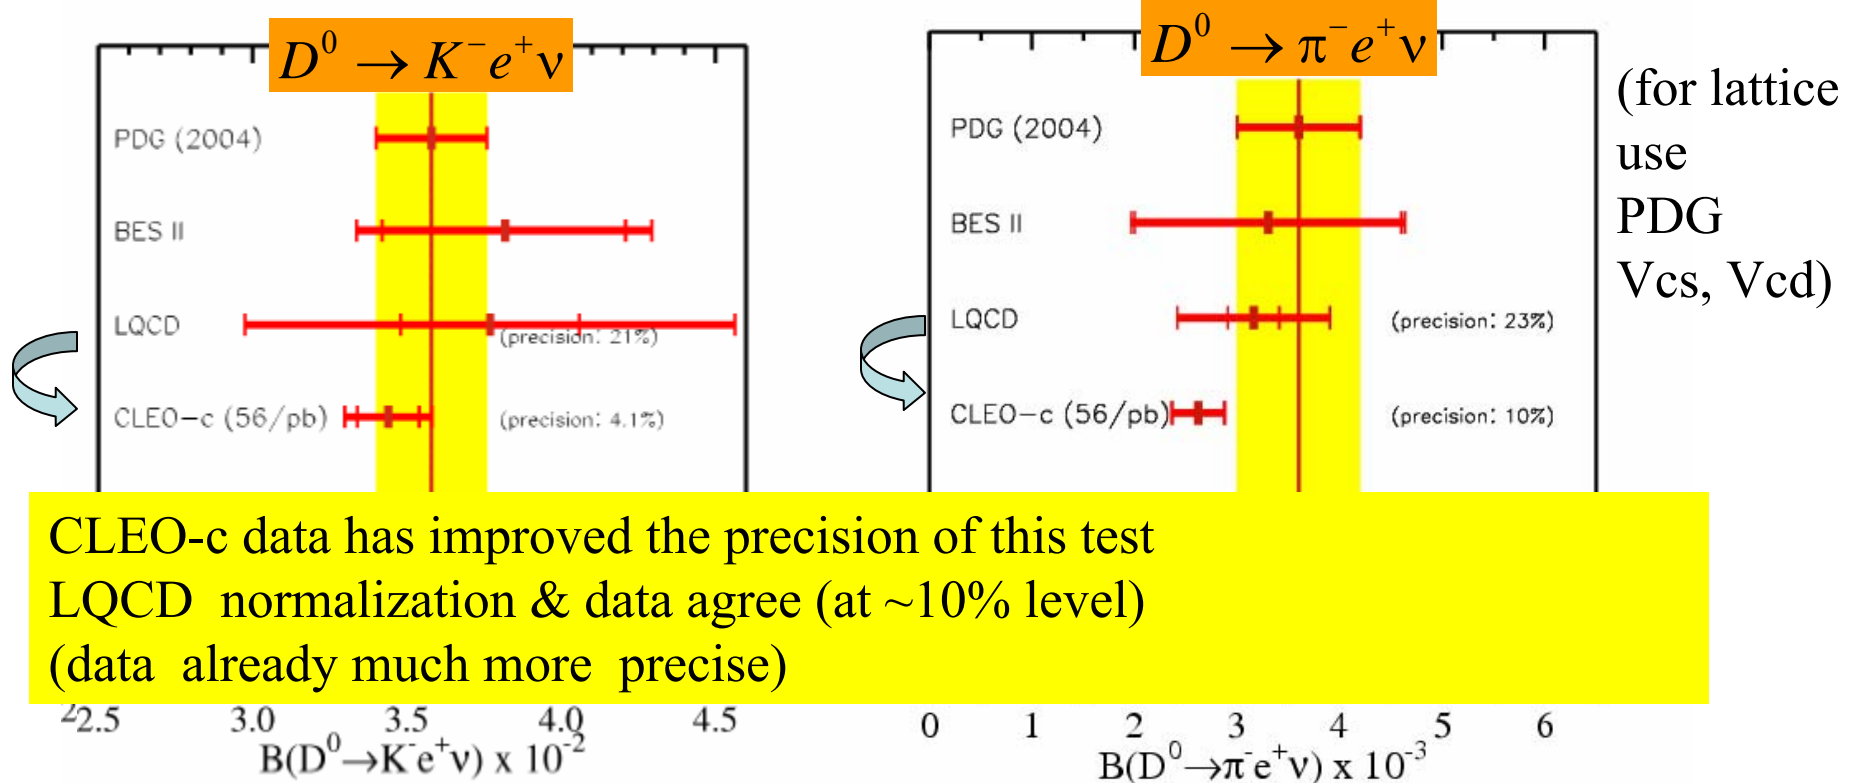 D⁰ → K⁻e⁺ν
PDG (2004)
BES II
LQCD
(precision: 21%)
CLEO-c (56/pb)
(precision: 4.1%)
D⁰ → π⁻e⁺ν
PDG (2004)
BES II
LQCD
(precision: 23%)
CLEO-c (56/pb)
(precision: 10%)
(for lattice
use
PDG
Vcs, Vcd)
CLEO-c data has improved the precision of this test
LQCD normalization & data agree (at ~10% level)
(data already much more precise)
2.5 3.0 3.5 4.0 4.5
B(D⁰→K⁻e⁺ν) x 10⁻²
0 1 2 3 4 5 6
B(D⁰→π⁻e⁺ν) x 10⁻³